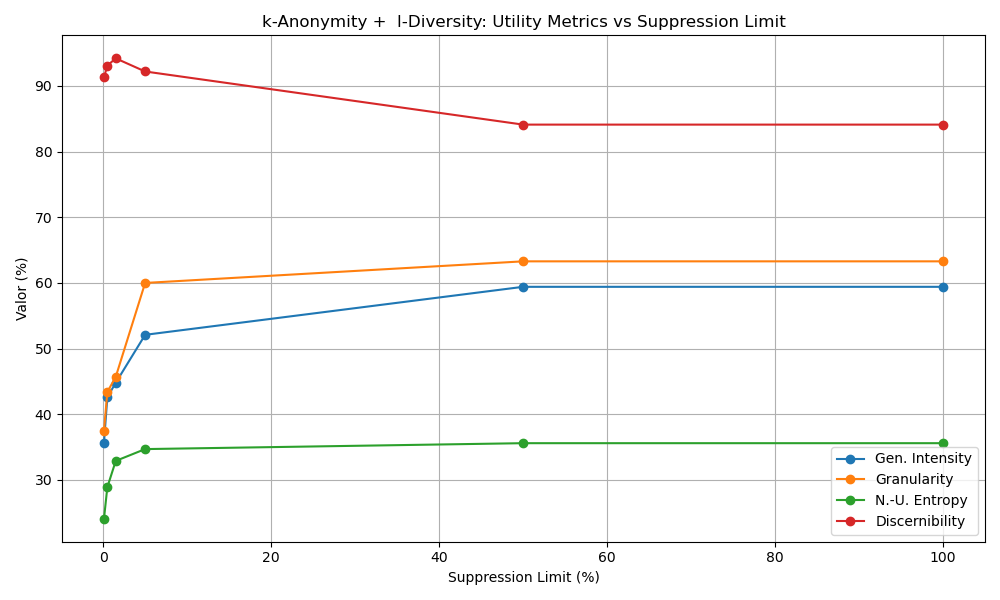 k-Anonymity +  l-Diversity: Utility Metrics vs Suppression Limit
Valor (%)
90
80
70
60
50
40
30
0 20 40 60 80 100
Suppression Limit (%)
Gen. Intensity
Granularity
N.-U. Entropy
Discernibility